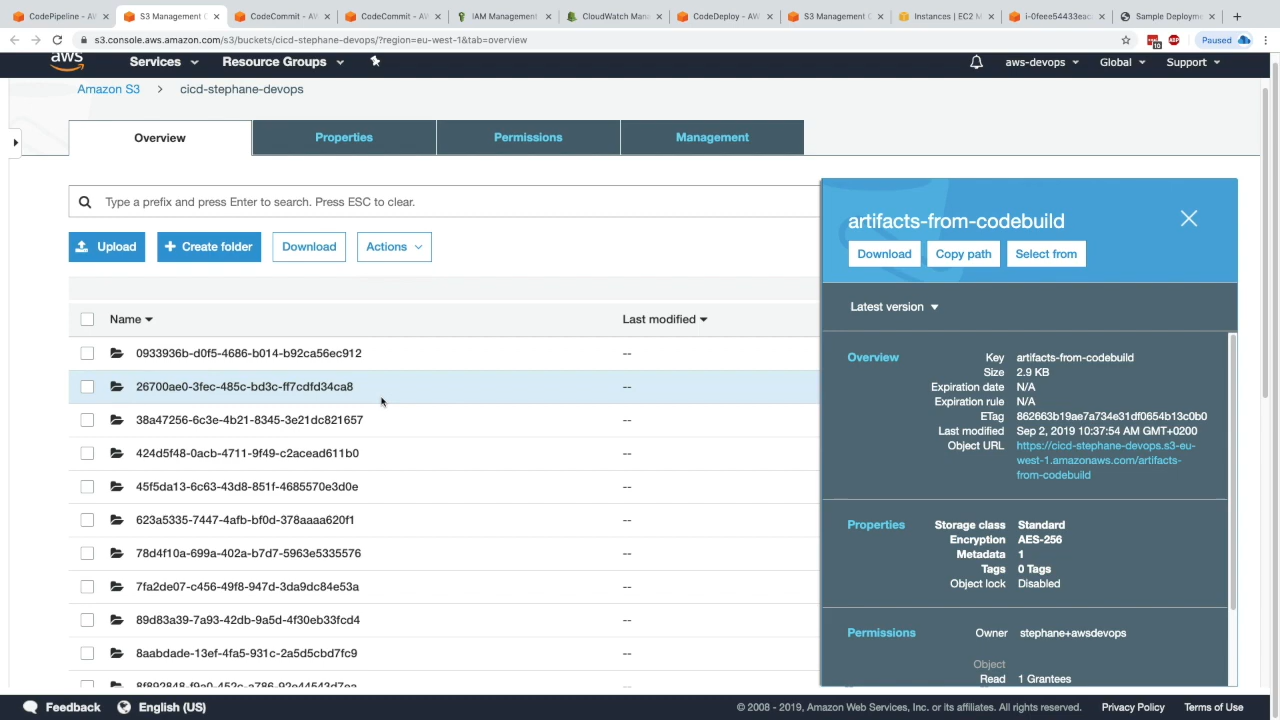 CodePipeline - AV
S3 Management C
CodeCommit - AW
CodeCommit - AW
IAM Management
CloudWatch Mana
CodeDeploy - AW
S3 Management C
Instances | EC2 M
i-0feee54433eac
Sample Deployme
s3.console.aws.amazon.com/s3/buckets/cicd-stephane-devops/?region=eu-west-1&tab=overview
10
ABP
Paused
aws
Services
Resource Groups
aws-devops
Global
Support
Amazon S3 > cicd-stephane-devops
Overview
Properties
Permissions
Management
Type a prefix and press Enter to search. Press ESC to clear.
Upload
Create folder
Download
Actions
Name
Last modified
0933936b-d0f5-4686-b014-b92ca56ec912 --
26700ae0-3fec-485c-bd3c-ff7cdfd34ca8 --
38a47256-6c3e-4b21-8345-3e21dc821657 --
424d5f48-0acb-4711-9f49-c2acead611b0 --
45f5da13-6c63-43d8-851f-4685570e3d0e --
623a5335-7447-4afb-bf0d-378aaaa620f1 --
78d4f10a-699a-402a-b7d7-5963e5335576 --
7fa2de07-c456-49f8-947d-3da9dc84e53a --
89d83a39-7a93-42db-9a5d-4f30eb33fcd4 --
8aabdade-13ef-4fa5-931c-2a5d5cbd7fc9 --
artifacts-from-codebuild
Download
Copy path
Select from
Latest version
Overview
Key artifacts-from-codebuild
Size 2.9 KB
Expiration date N/A
Expiration rule N/A
ETag 862663b19ae7a734e31df0654b13c0b0
Last modified Sep 2, 2019 10:37:54 AM GMT+0200
Object URL https://cicd-stephane-devops.s3-eu-
west-1.amazonaws.com/artifacts-
from-codebuild
Properties
Storage class Standard
Encryption AES-256
Metadata 1
Tags 0 Tags
Object lock Disabled
Permissions
Owner stephane+awsdevops
Object
Read 1 Grantees
Feedback
English (US)
© 2008 - 2019, Amazon Web Services, Inc. or its affiliates. All rights reserved.
Privacy Policy
Terms of Use